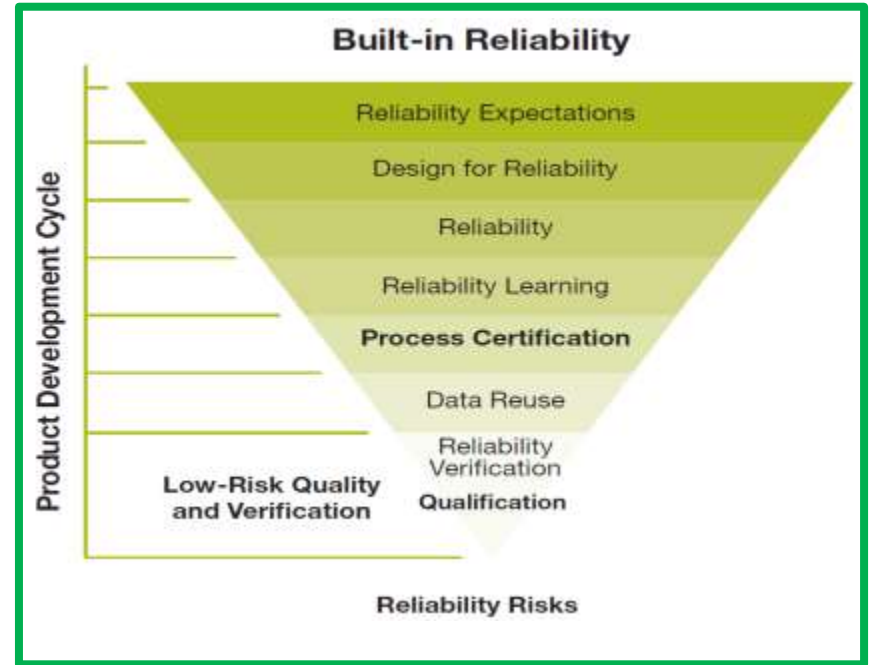 Built-in Reliability
Reliability Expectations
Design for Reliability
Reliability
Reliability Learning
Process Certification
Data Reuse
Reliability
Verification
Qualification
Low-Risk Quality
and Verification
Product Development Cycle
Reliability Risks